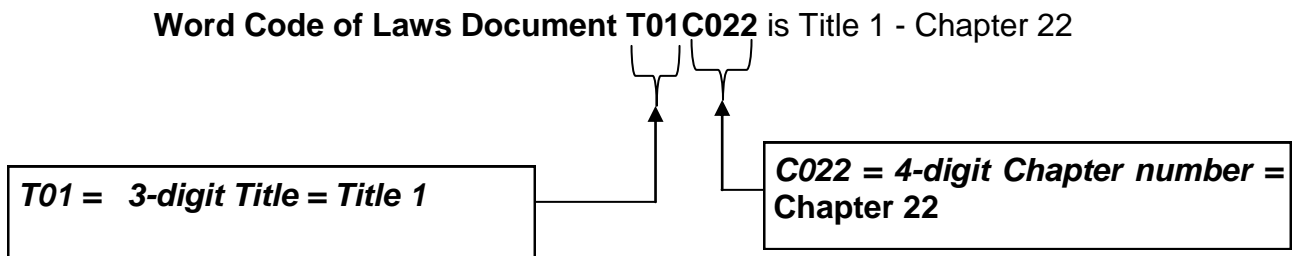 Word Code of Laws Document T01C022 is Title 1 - Chapter 22
T01 = 3-digit Title = Title 1
C022 = 4-digit Chapter number =
Chapter 22